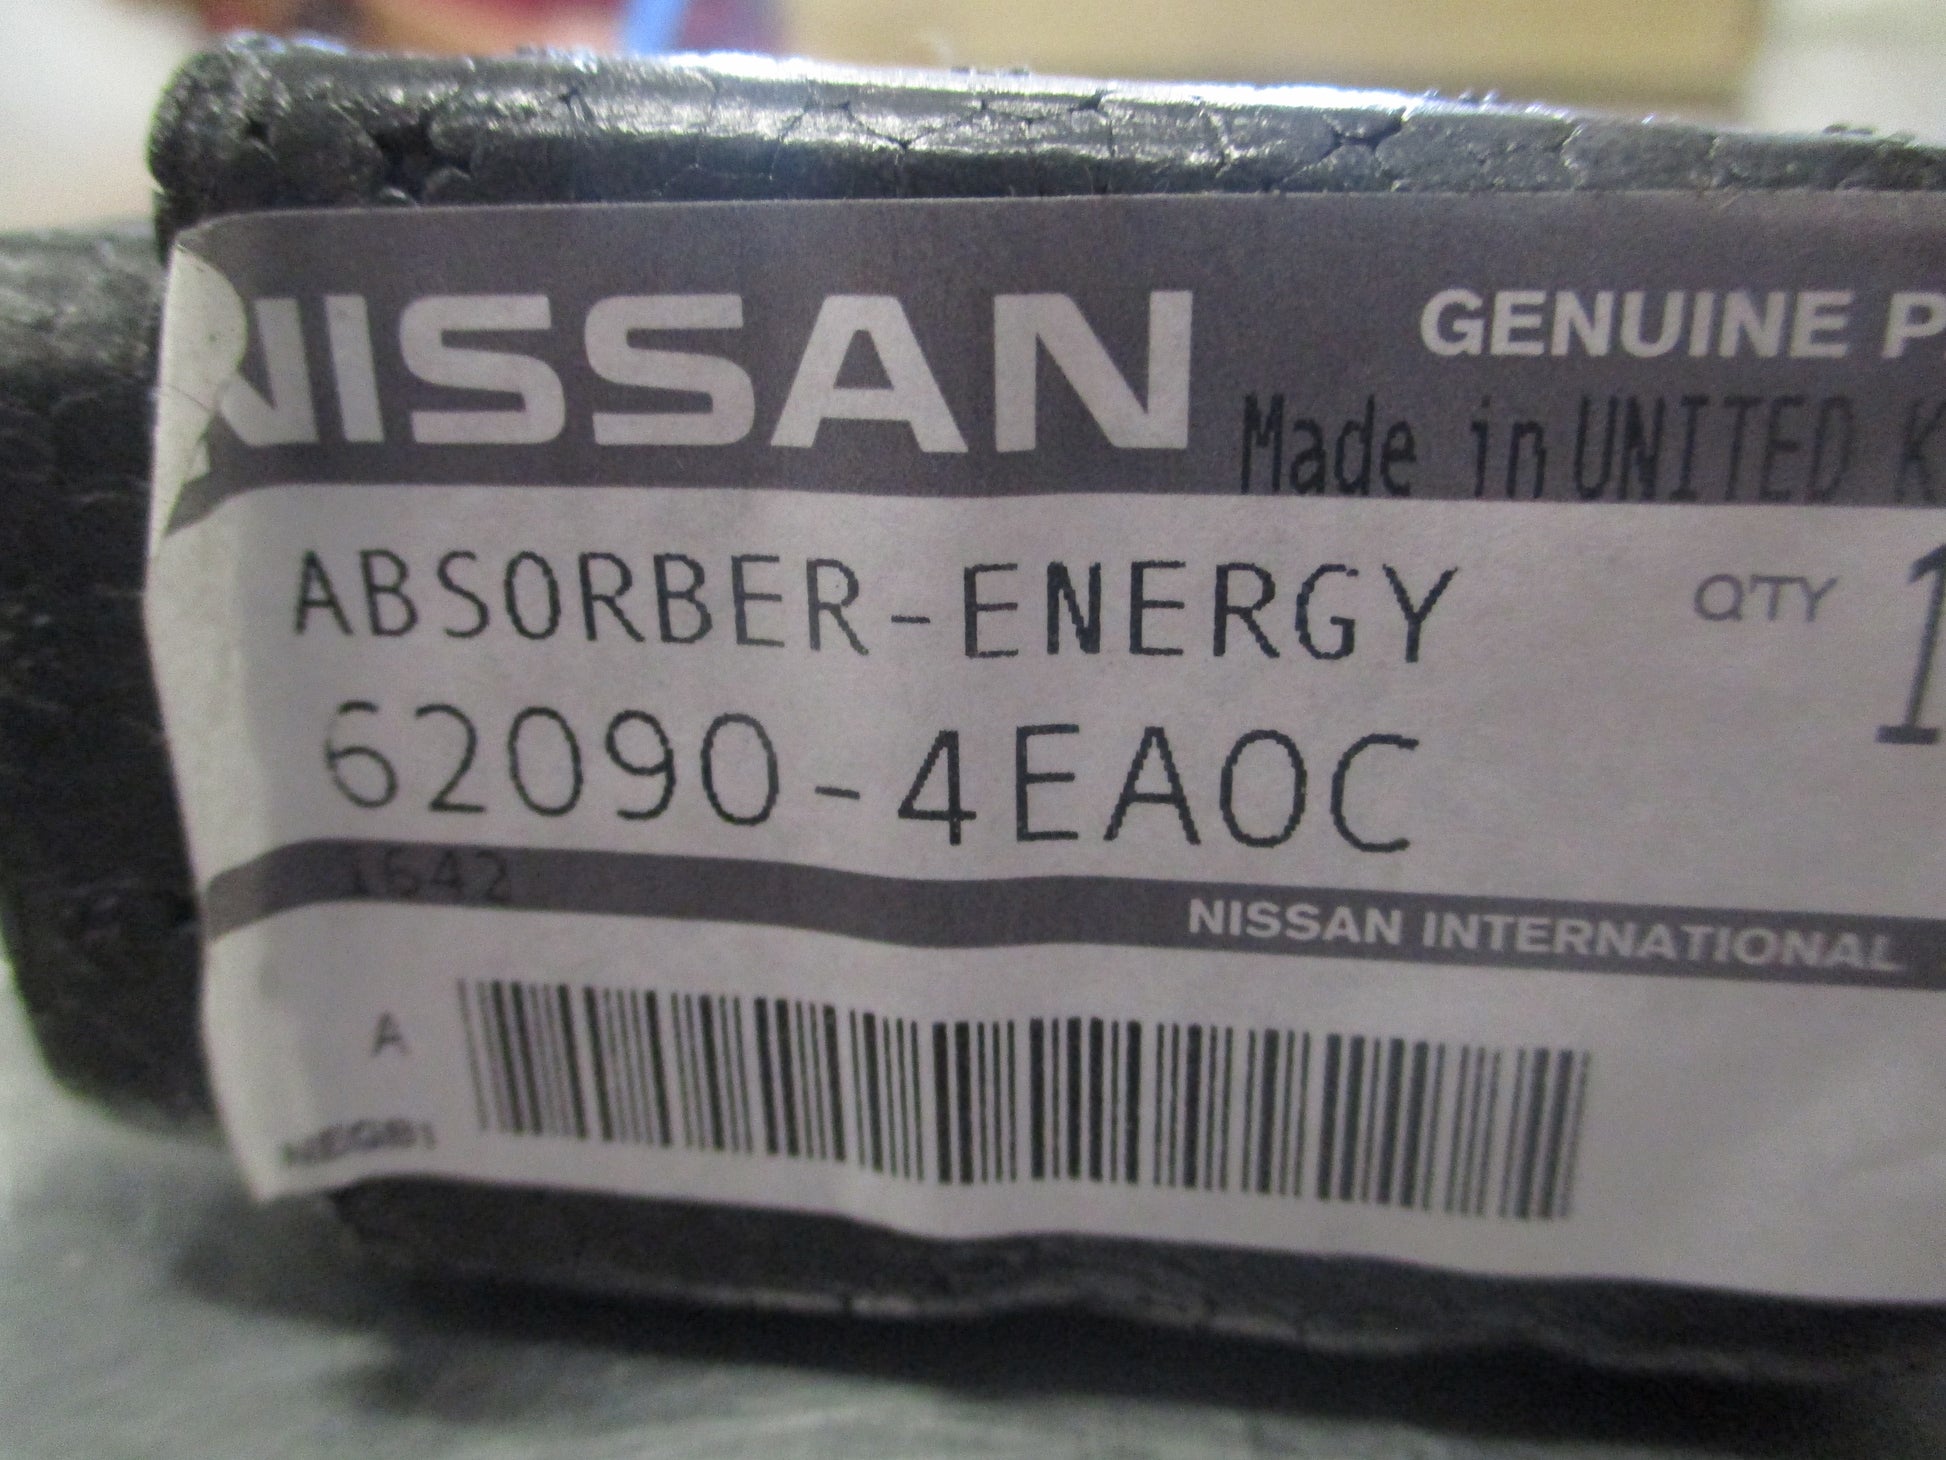 NISSAN
GENUINE P
Made in UNITED K
ABSORBER-ENERGY
QTY 1
62090-4EA0C
1642
NISSAN INTERNATIONAL
A